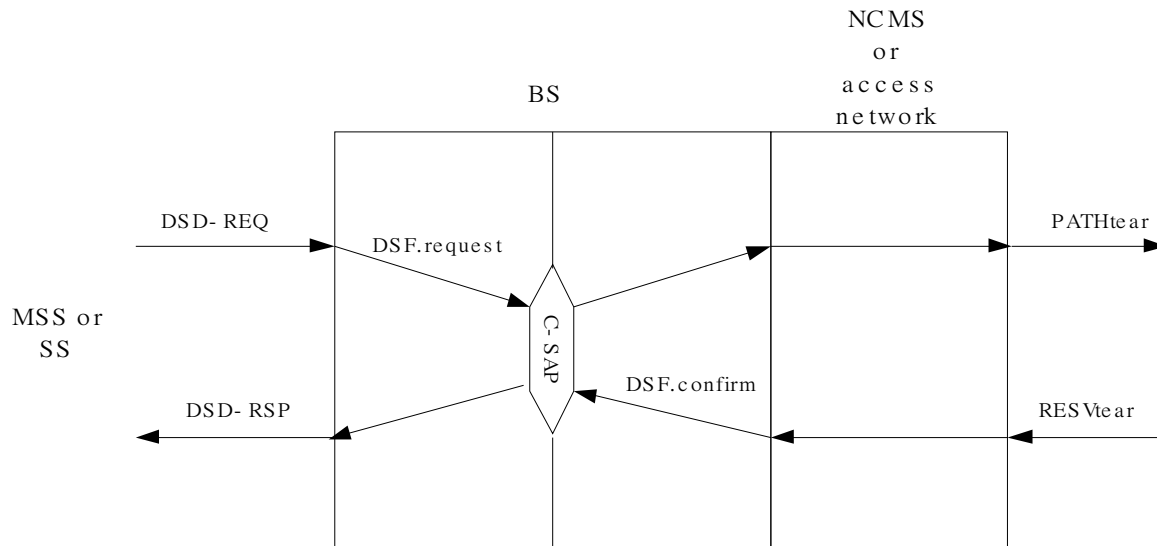 NCMS
or
access
network
BS
DSD- REQ
DSF.request
PATHtear
MSS or
SS
C- SAP
DSF.confirm
DSD- RSP
RESVtear